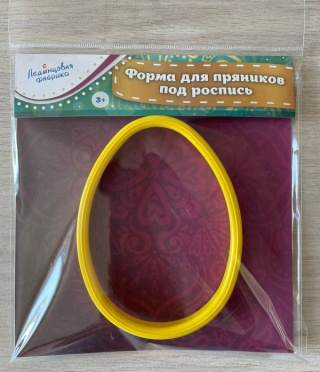 Леденцовая
фабрика
Форма для пряников
под роспись
3+